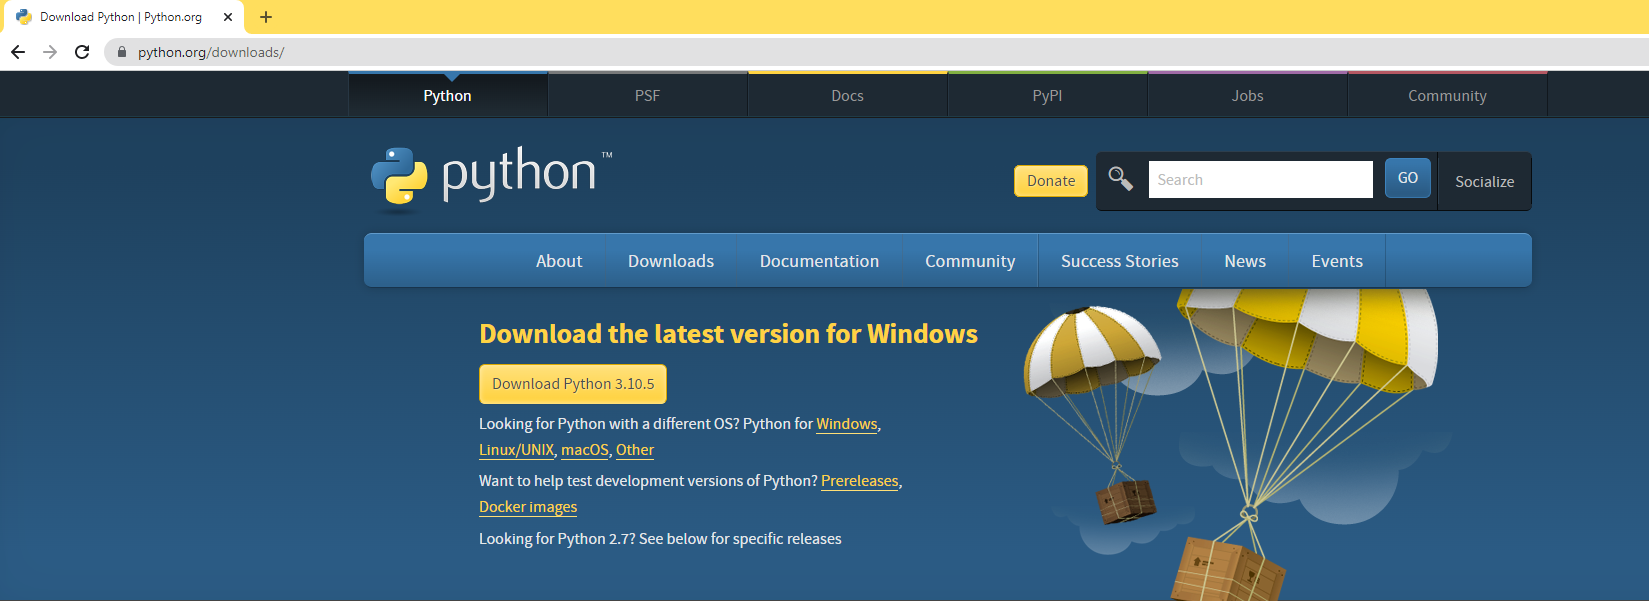 Download Python | Python.org
python.org/downloads/
Python PSF Docs PyPI Jobs Community
python™
Donate Search GO Socialize
About Downloads Documentation Community Success Stories News Events
Download the latest version for Windows
Download Python 3.10.5
Looking for Python with a different OS? Python for Windows,
Linux/UNIX, macOS, Other
Want to help test development versions of Python? Prereleases,
Docker images
Looking for Python 2.7? See below for specific releases